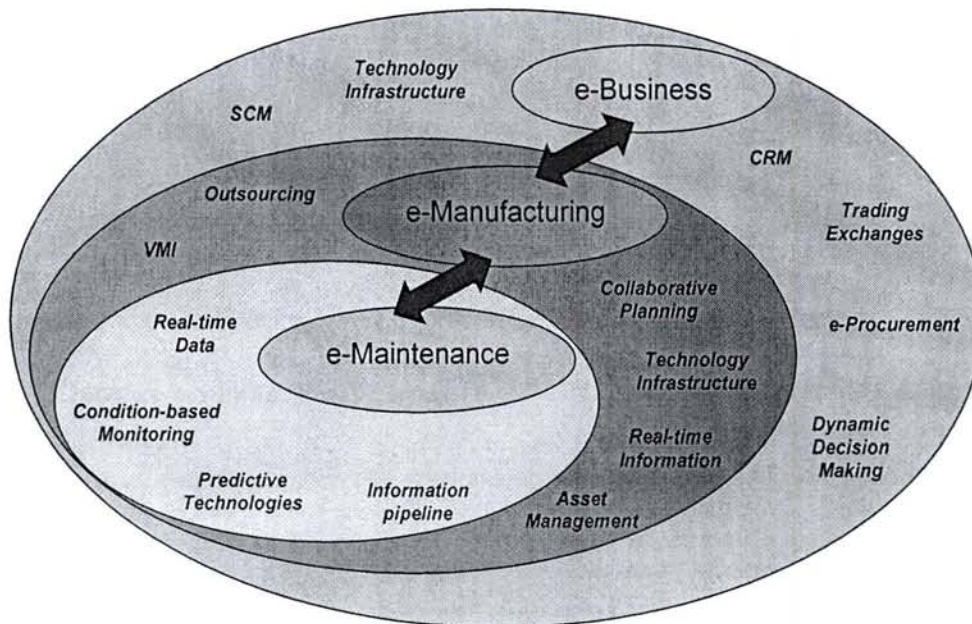 Technology
Infrastructure
e-Business
SCM
CRM
Outsourcing
e-Manufacturing
Trading
Exchanges
VMI
Collaborative
Planning
Real-time
Data
e-Maintenance
e-Procurement
Technology
Infrastructure
Condition-based
Monitoring
Real-time
Information
Dynamic
Decision
Making
Predictive
Technologies
Information
pipeline
Asset
Management